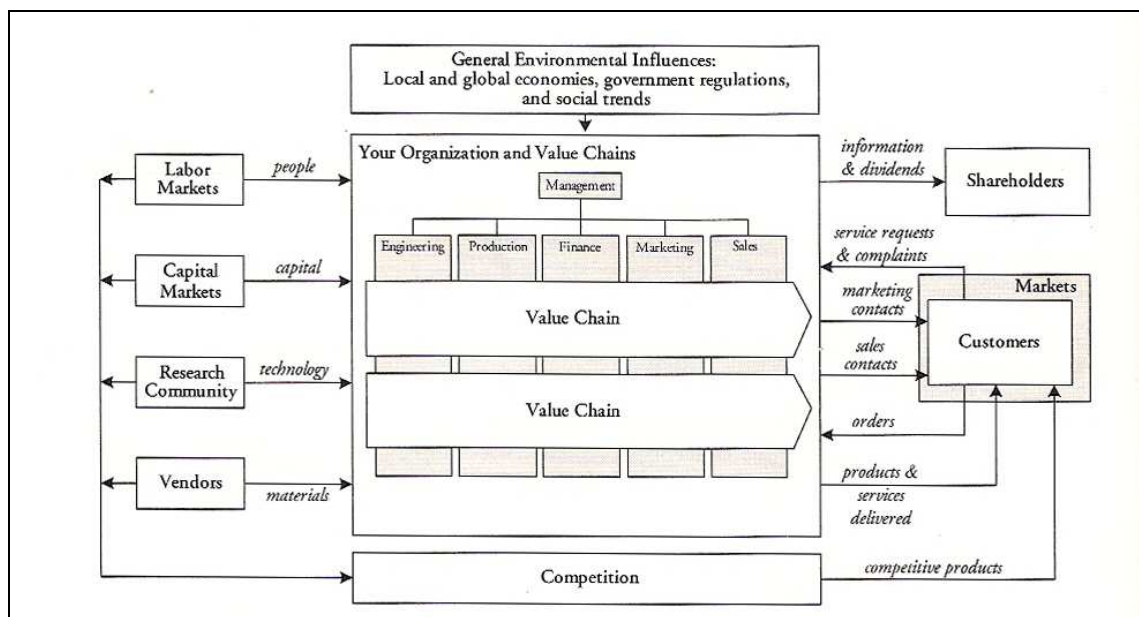 General Environmental Influences:
Local and global economies, government regulations,
and social trends
Your Organization and Value Chains
Management
Engineering
Production
Finance
Marketing
Sales
Value Chain
Value Chain
Labor
Markets
people
Capital
Markets
capital
Research
Community
technology
Vendors
materials
information
& dividends
Shareholders
service requests
& complaints
Markets
marketing
contacts
Customers
sales
contacts
orders
products &
services
delivered
Competition
competitive products